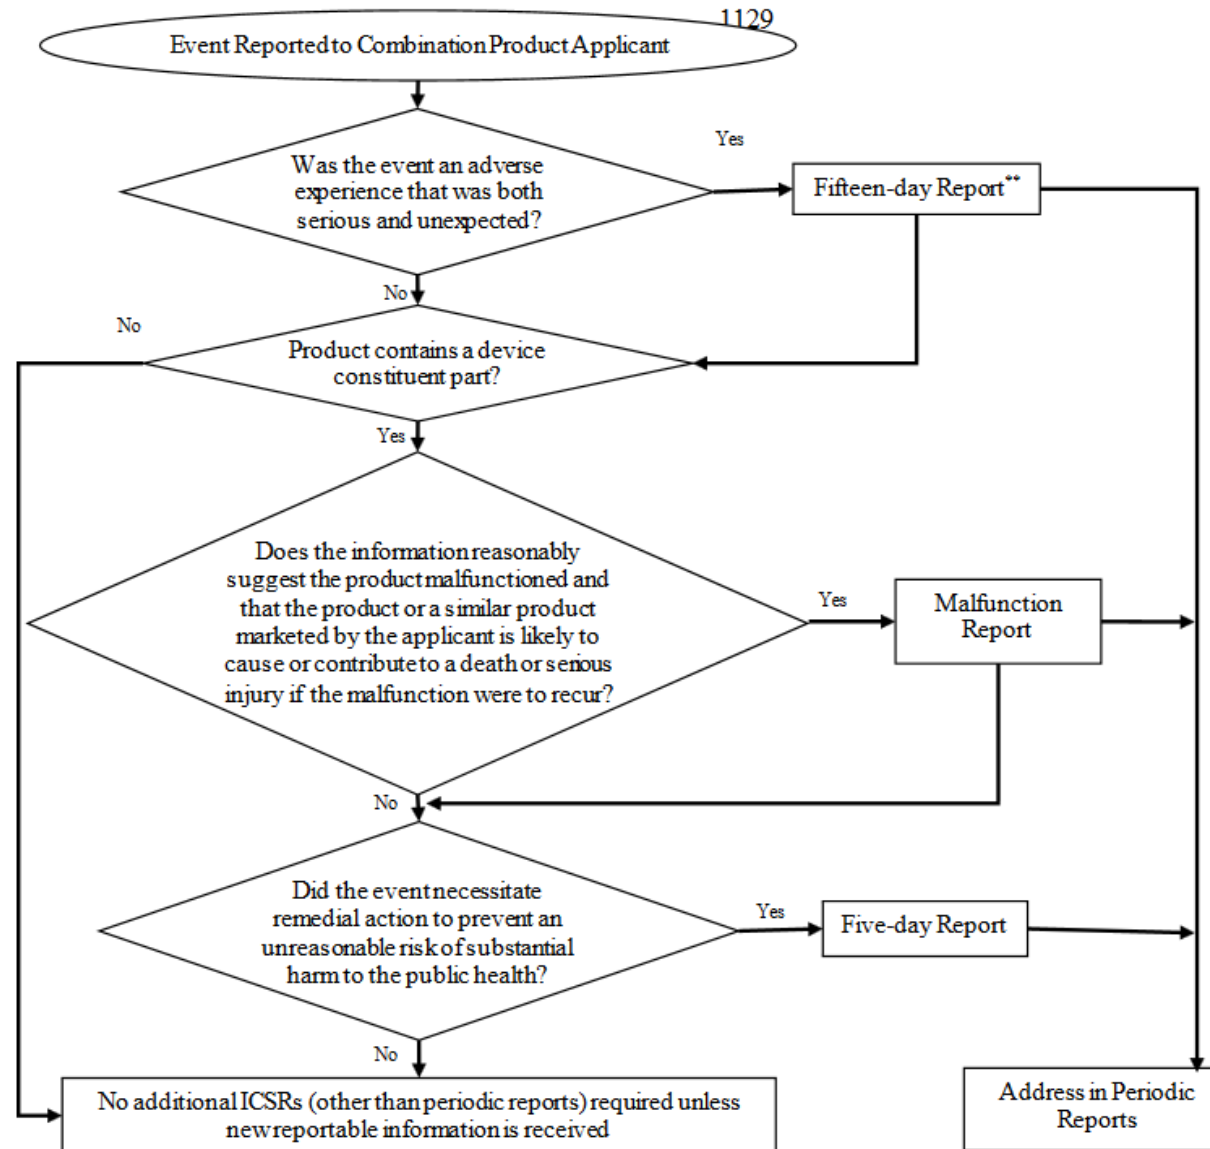 1129
Event Reported to Combination Product Applicant
Was the event an adverse
experience that was both
serious and unexpected?
Yes
Fifteen-day Report**
No
No
Product contains a device
constituent part?
Yes
Does the information reasonably
suggest the product malfunctioned and
that the product or a similar product
marketed by the applicant is likely to
cause or contribute to a death or serious
injury if the malfunction were to recur?
Yes
Malfunction
Report
No
Did the event necessitate
remedial action to prevent an
unreasonable risk of substantial
harm to the public health?
Yes
Five-day Report
No
No additional ICSRs (other than periodic reports) required unless
new reportable information is received
Address in Periodic
Reports